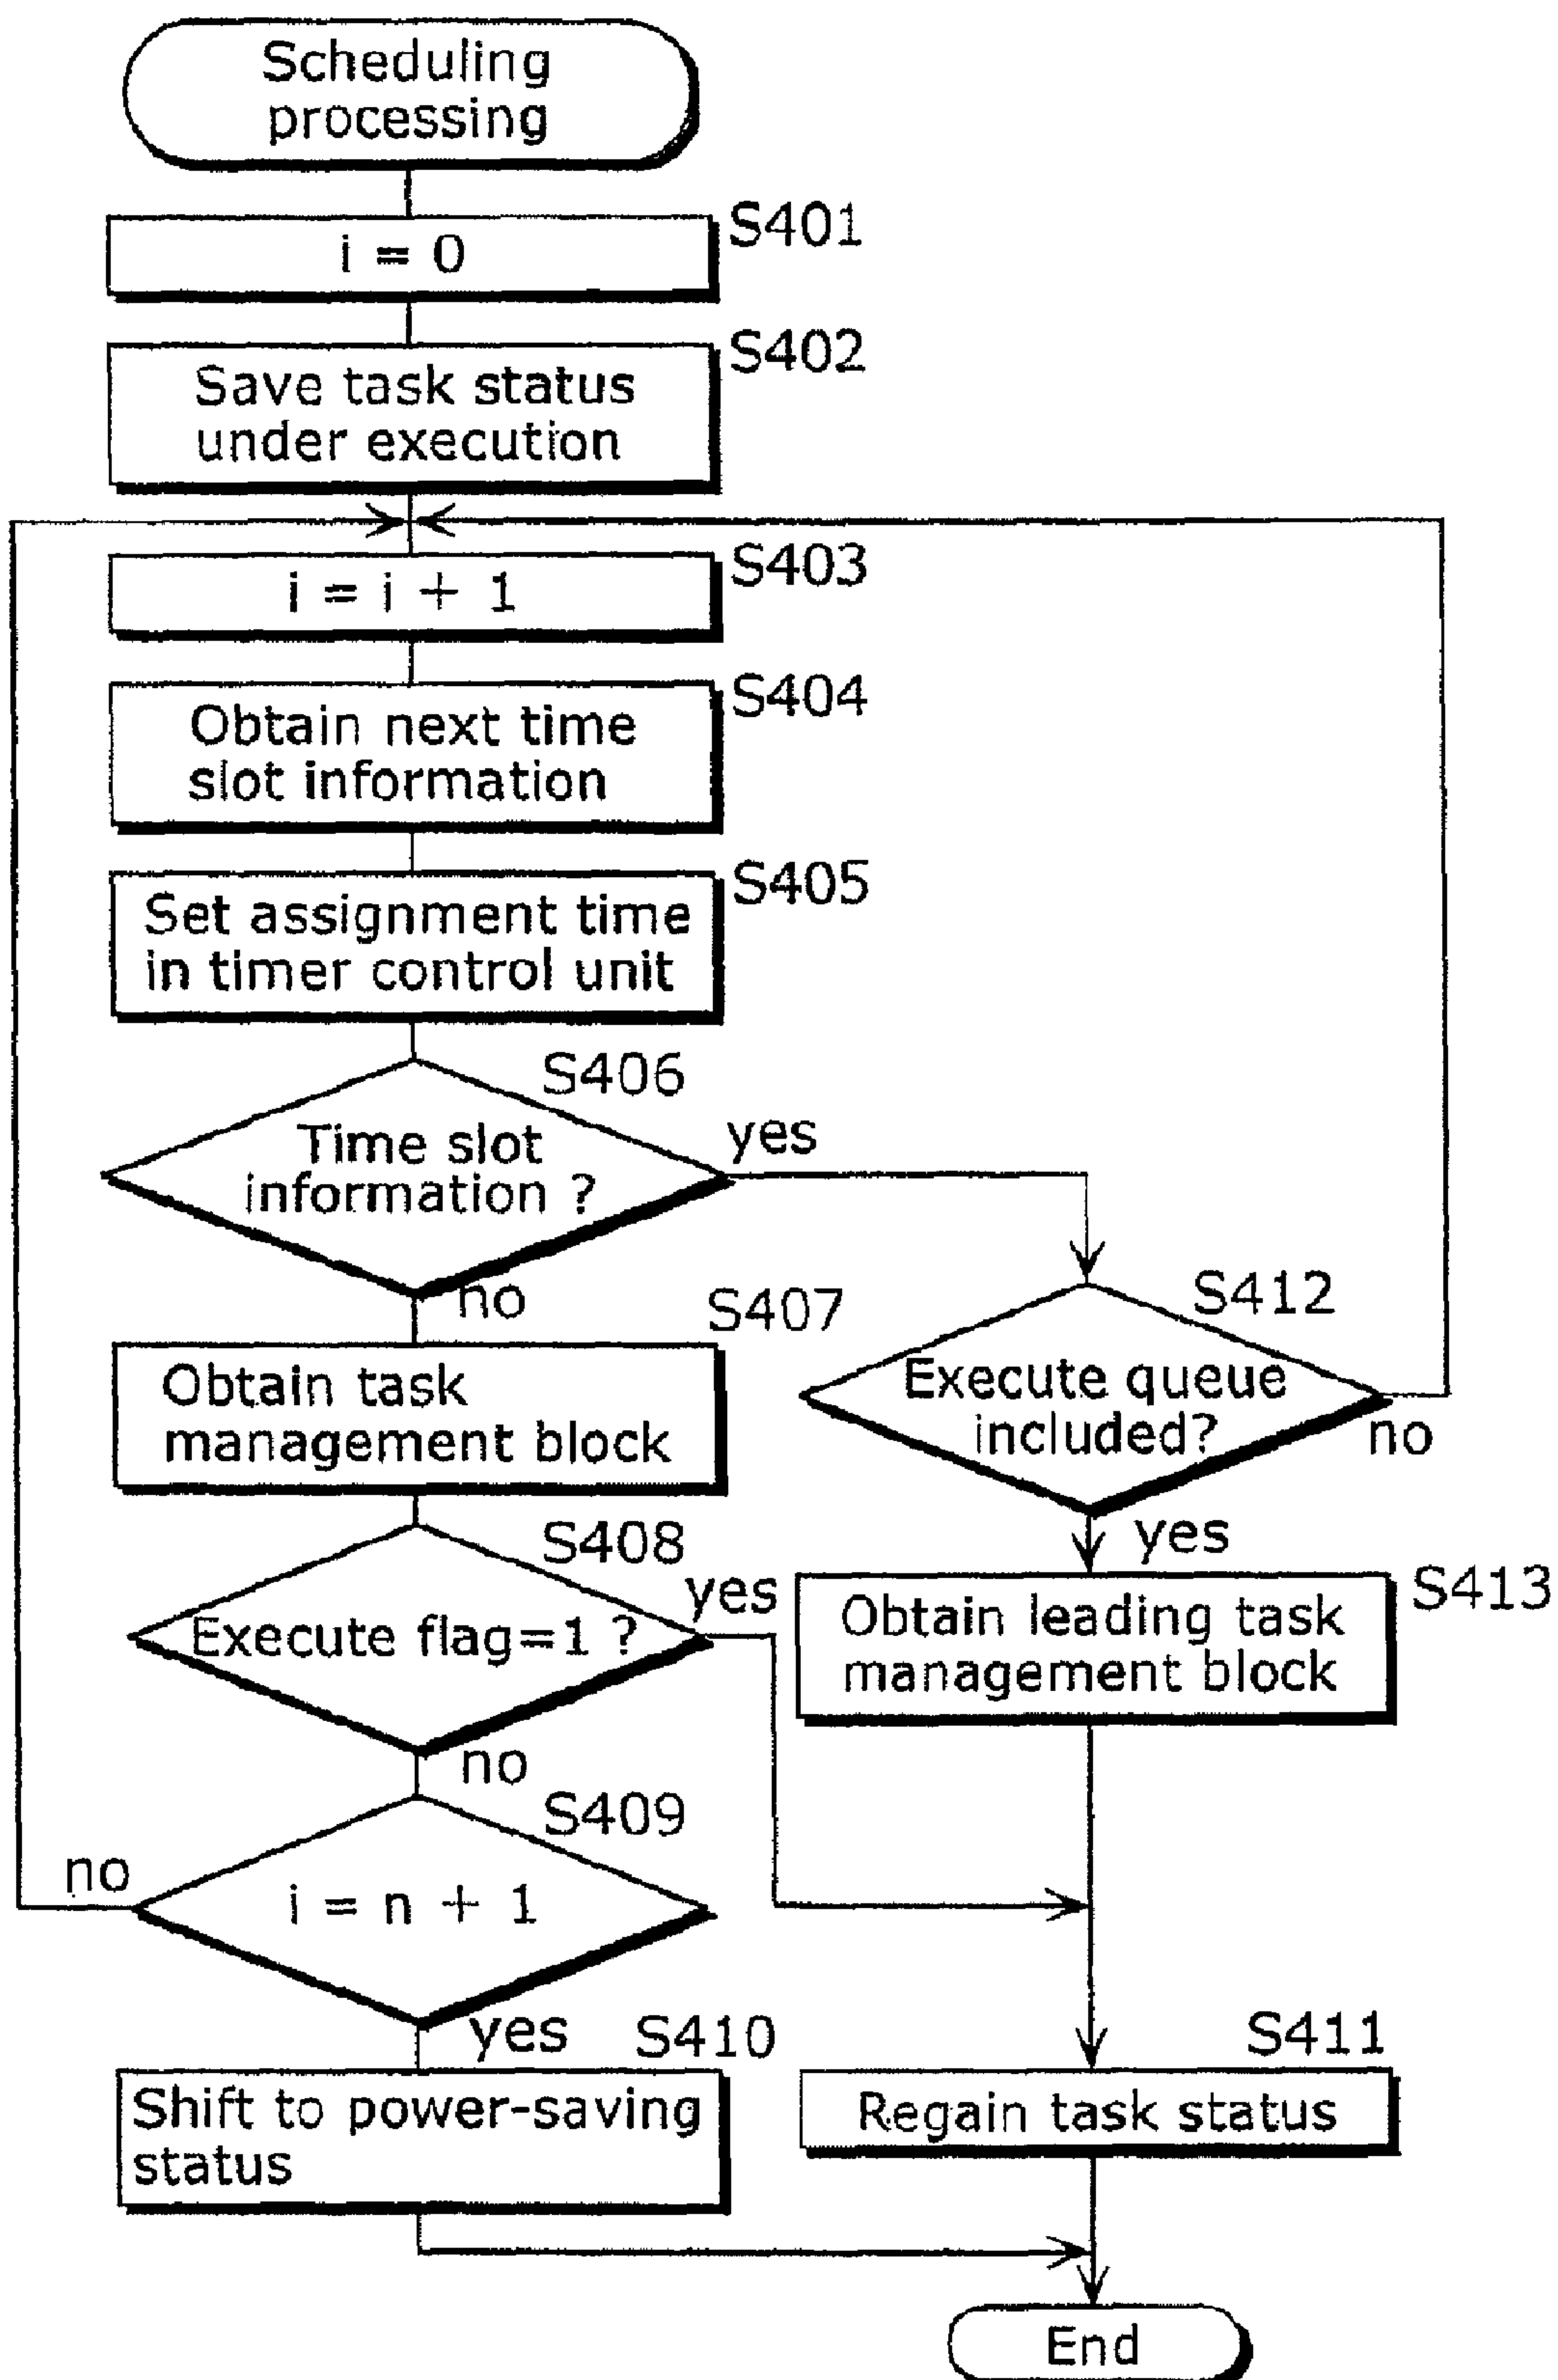 Scheduling
processing
S401
i = 0
S402
Save task status
under execution
S403
i = i + 1
S404
Obtain next time
slot information
S405
Set assignment time
in timer control unit
S406
Time slot
information ?
yes
no
S407
Obtain task
management block
S412
Execute queue
included?
no
yes
S408
Execute flag=1 ?
yes
no
S413
Obtain leading task
management block
S409
i = n + 1
no
yes
S410
Shift to power-saving
status
S411
Regain task status
End